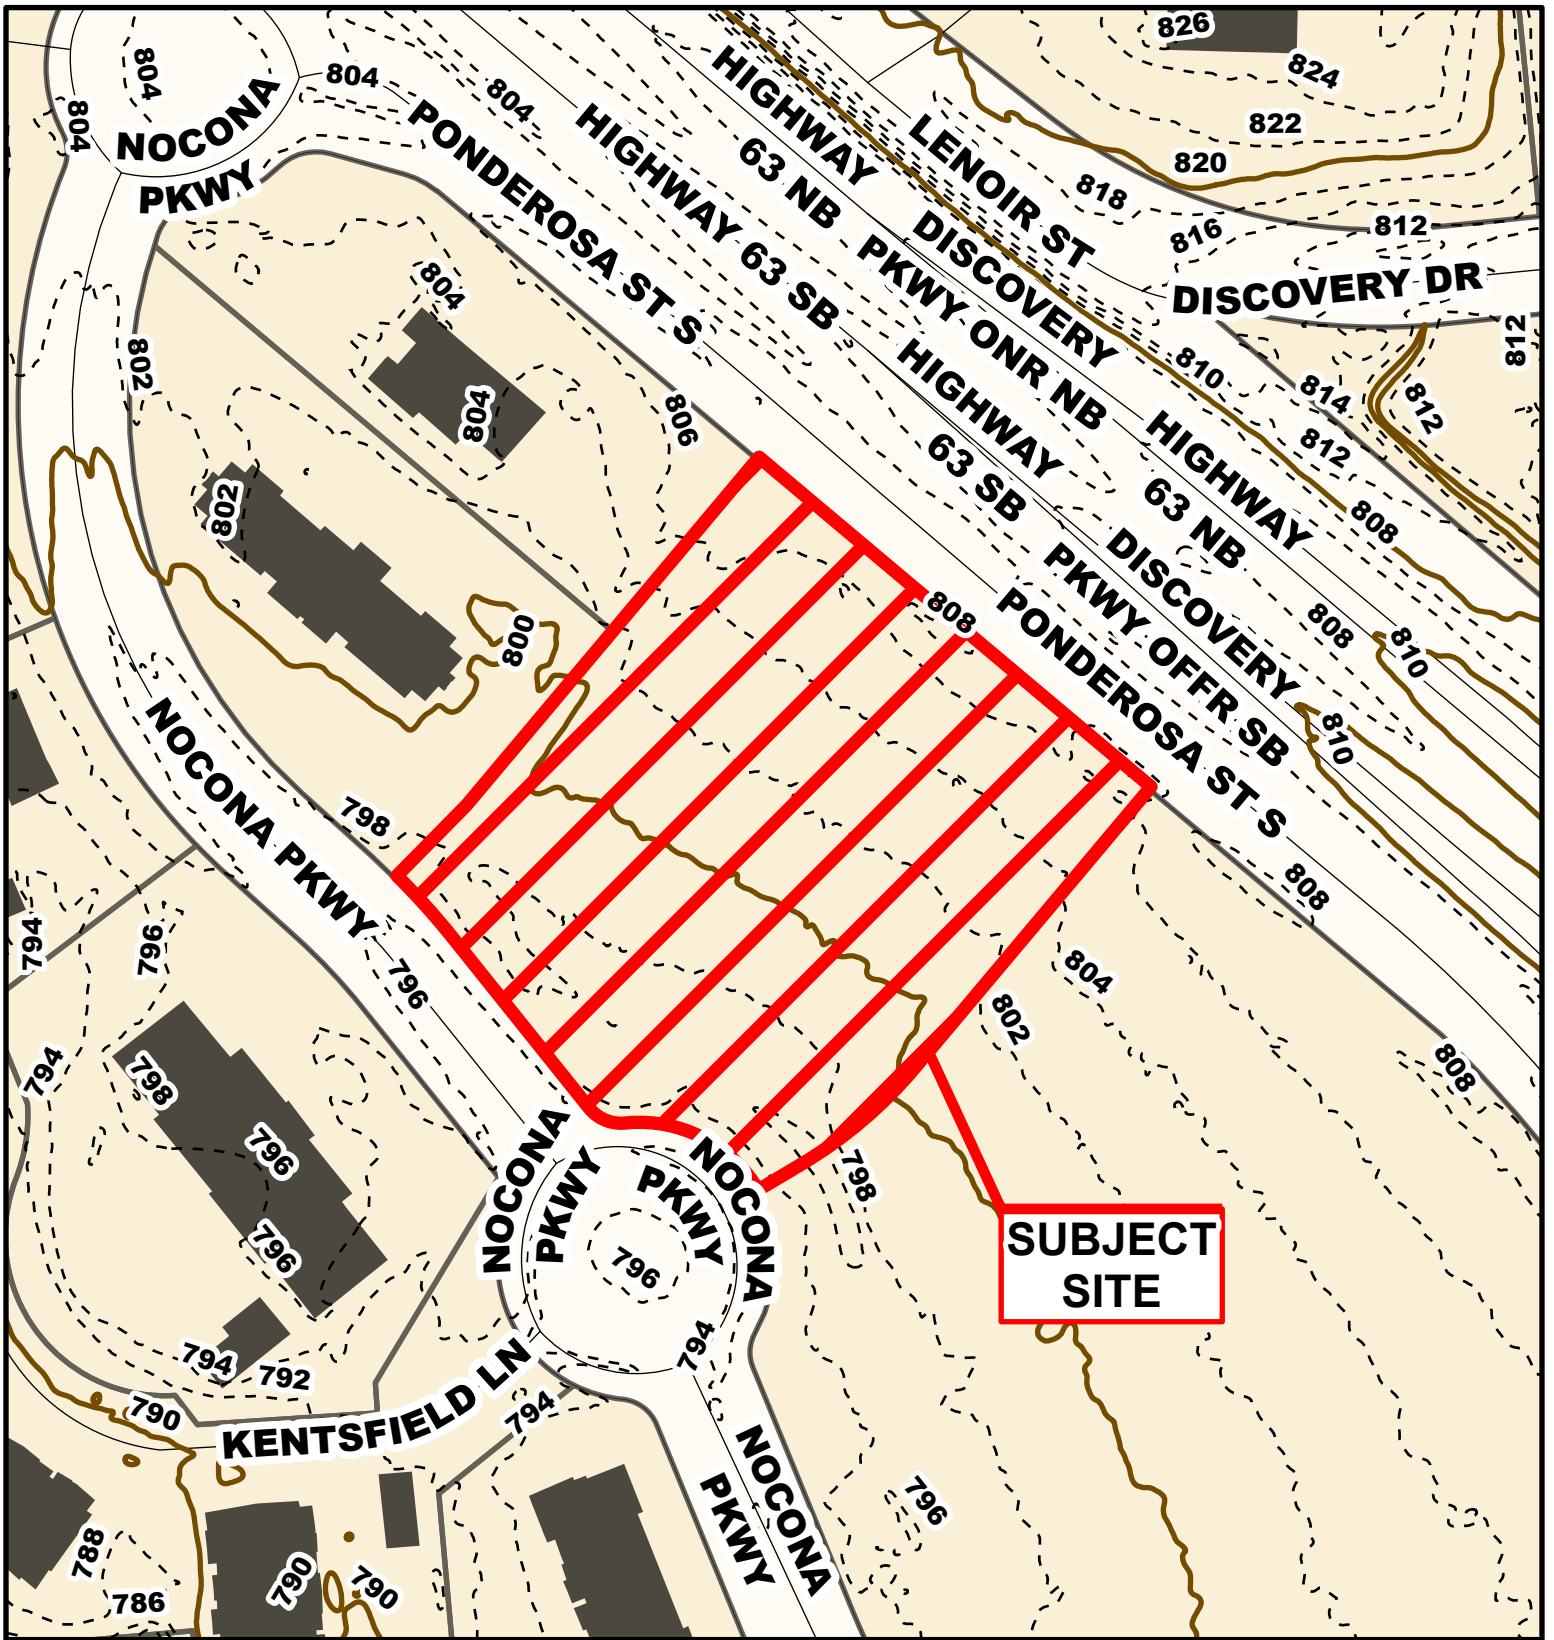 826
804
804
824
804
804
HIGHWAY
63 NB
NOCONA
PKWY
PONDEROSA ST S
HIGHWAY 63 SB
LENOIR ST
822
820
818
816
812
DISCOVERY
PKWY ONR NB
DISCOVERY DR
804
802
804
806
HIGHWAY
63 SB
810
814
812
812
812
HIGHWAY
63 NB
808
802
800
808
DISCOVERY
PKWY OFFR SB
PONDEROSA ST S
808
810
810
NOCONA PKWY
798
808
794
796
796
804
802
808
794
798
796
796
NOCONA
PKWY
NOCONA
PKWY
796
798
SUBJECT
SITE
794
794
792
790
KENTSFIELD LN
794
NOCONA
PKWY
796
788
786
790
790